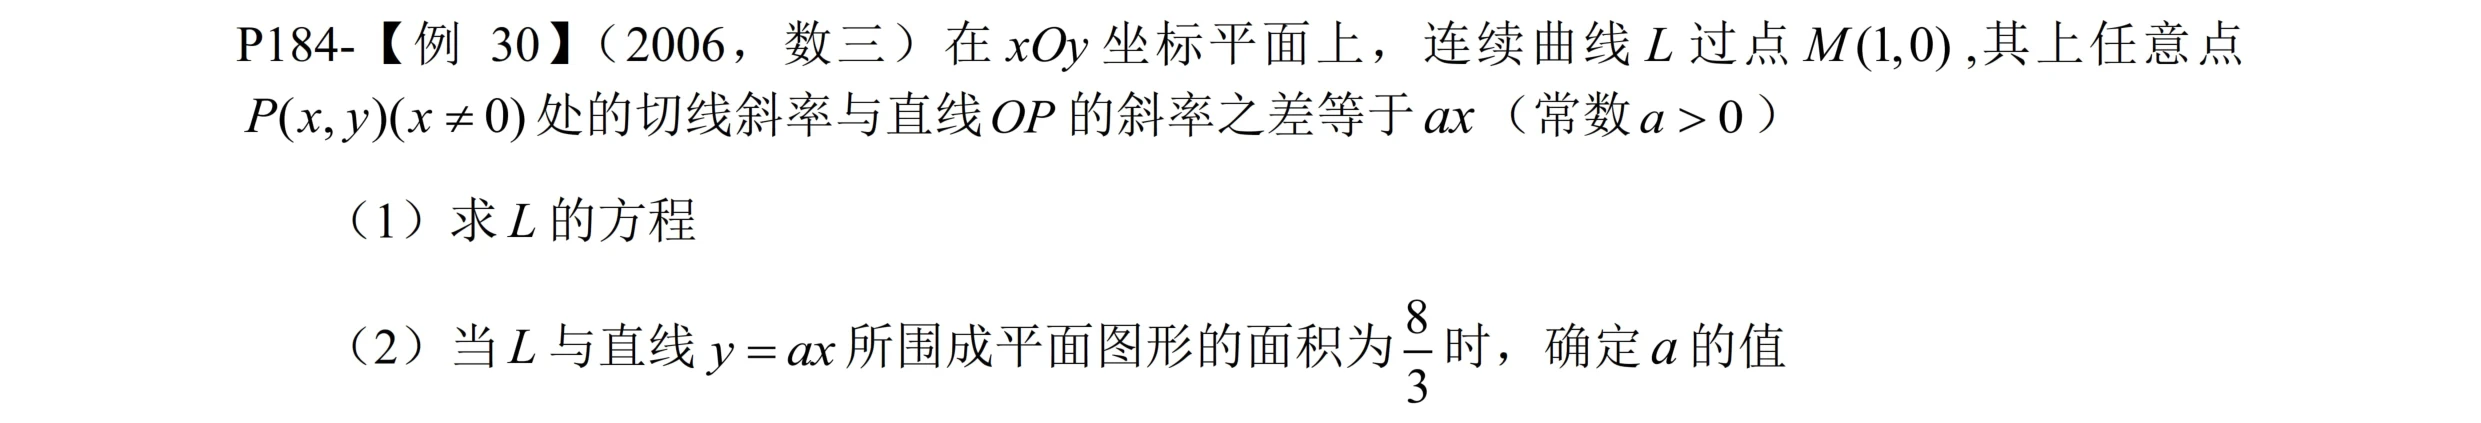 P184-【例 30】（2006，数三）在 xOy 坐标平面上，连续曲线 L 过点 M(1,0) ,其上任意点
P(x, y)(x ≠ 0) 处的切线斜率与直线 OP 的斜率之差等于 ax（常数 a > 0）
（1）求 L 的方程
（2）当 L 与直线 y = ax 所围成平面图形的面积为 8/3 时，确定 a 的值